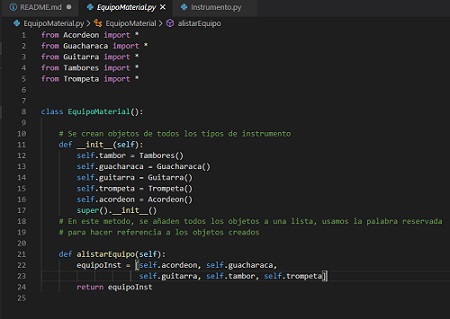 README.md EquipoMaterial.py Instrumento.py
EquipoMaterial.py > EquipoMaterial > alistarEquipo
1 from Acordeon import *
2 from Guacharaca import *
3 from Guitarra import *
4 from Tambores import *
5 from Trompeta import *
6
7
8 class EquipoMaterial():
9
10 # Se crean objetos de todos los tipos de instrumento
11 def __init__(self):
12 self.tambor = Tambores()
13 self.guacharaca = Guacharaca()
14 self.guitarra = Guitarra()
15 self.trompeta = Trompeta()
16 self.acordeon = Acordeon()
17 super().__init__()
18 # En este metodo, se añaden todos los objetos a una lista, usamos la palabra reservada
19 # para hacer referencia a los objetos creados
20
21 def alistarEquipo(self):
22 equipoInst = [self.acordeon, self.guacharaca,
23 self.guitarra, self.tambor, self.trompeta]
24 return equipoInst
25